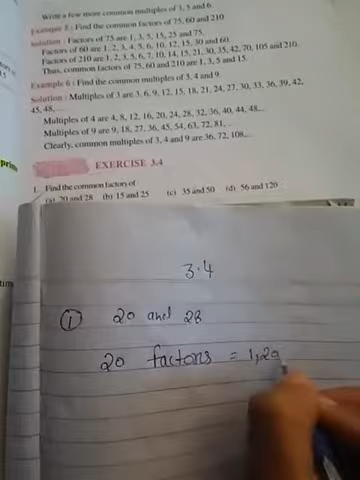 Write a few more common multiples of 3, 5 and 6.
Example 5 : Find the common factors of 75, 60 and 210
Solution : Factors of 75 are 1, 3, 5, 15, 25 and 75.
Factors of 60 are 1, 2, 3, 4, 5, 6, 10, 12, 15, 30 and 60.
Factors of 210 are 1, 2, 3, 5, 6, 7, 10, 14, 15, 21, 30, 35, 42, 70, 105 and 210.
Thus, common factors of 75, 60 and 210 are 1, 3, 5 and 15.
Example 6 : Find the common multiples of 3, 4 and 9.
Solution : Multiples of 3 are 3, 6, 9, 12, 15, 18, 21, 24, 27, 30, 33, 36, 39, 42,
45, 48, ...
Multiples of 4 are 4, 8, 12, 16, 20, 24, 28, 32, 36, 40, 44, 48,...
Multiples of 9 are 9, 18, 27, 36, 45, 54, 63, 72, 81, ...
Clearly, common multiples of 3, 4 and 9 are 36, 72, 108,...
EXERCISE 3.4
1. Find the common factors of
(a) 20 and 28 (b) 15 and 25 (c) 35 and 50 (d) 56 and 120
3.4
1 20 and 28
20 factors = 1,20